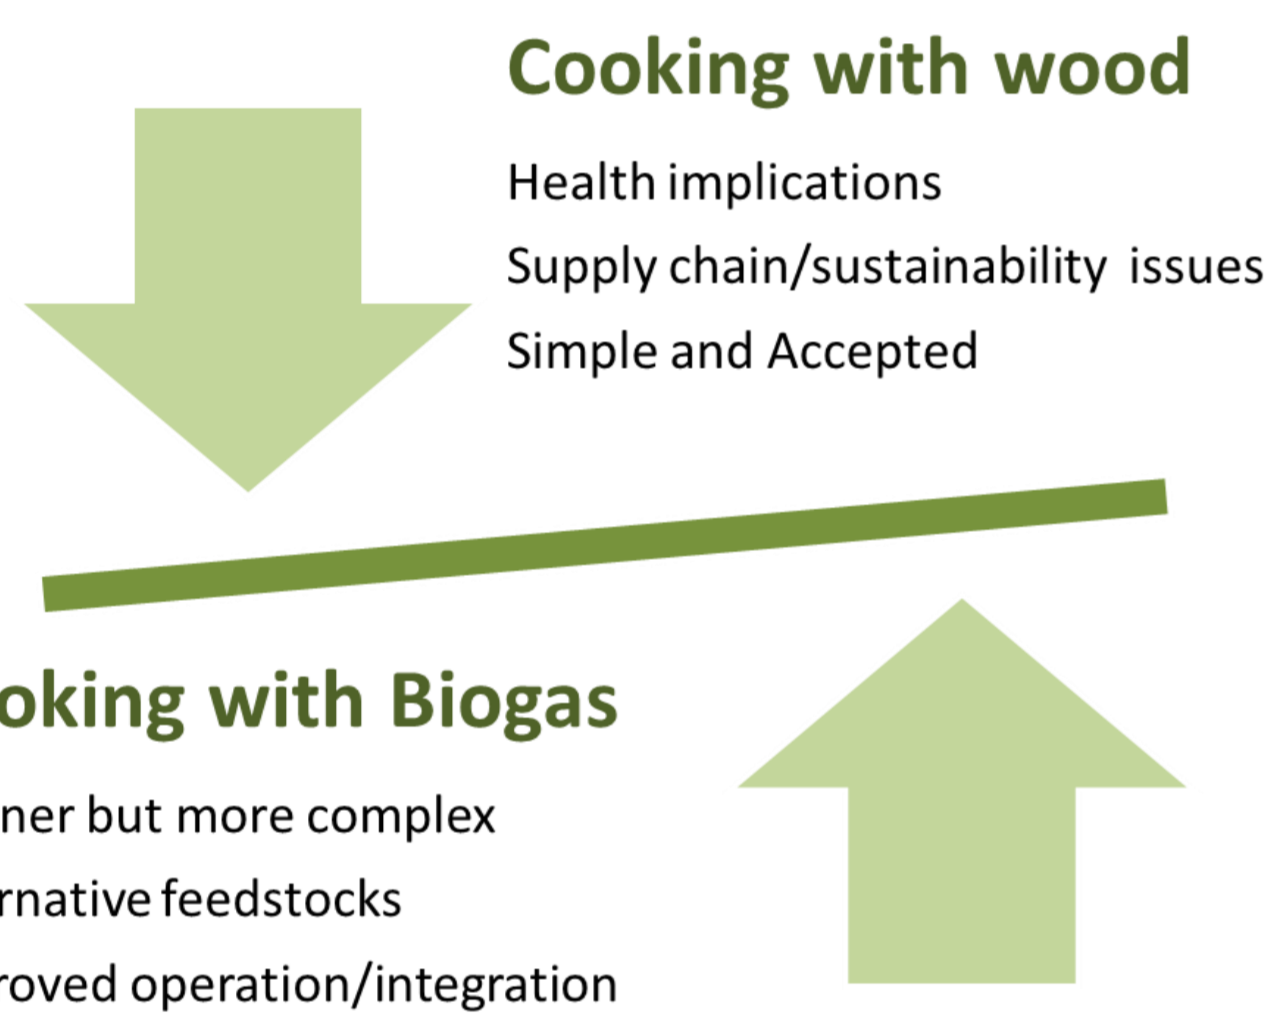 Cooking with wood
Health implications
Supply chain/sustainability issues
Simple and Accepted
oking with Biogas
ner but more complex
rnative feedstocks
roved operation/integration